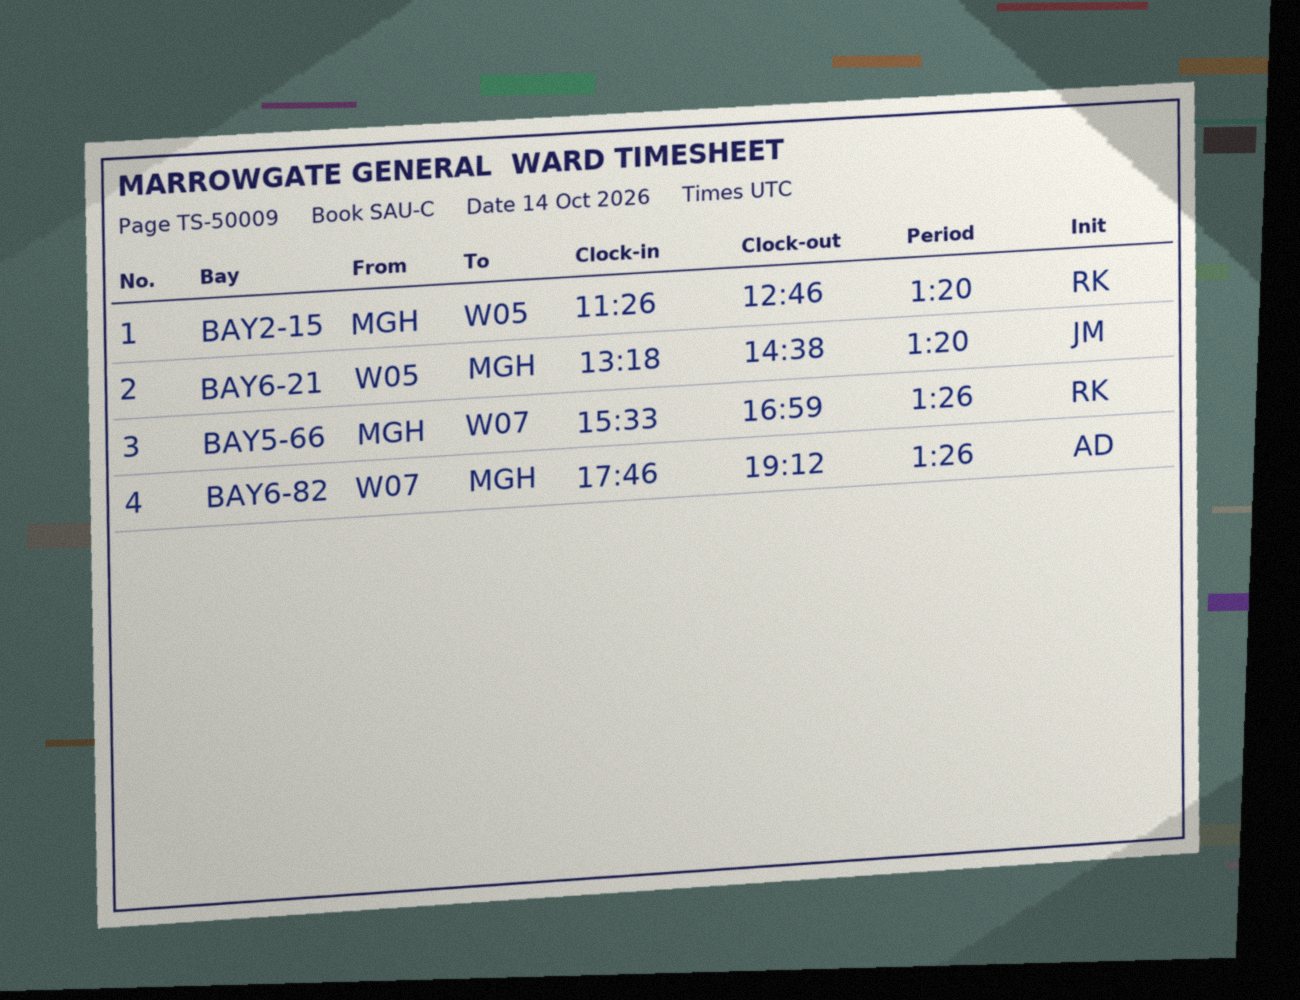 MARROWGATE GENERAL WARD TIMESHEET
Page TS-50009 Book SAU-C Date 14 Oct 2026 Times UTC
No. Bay From To Clock-in Clock-out Period Init
1 BAY2-15 MGH W05 11:26 12:46 1:20 RK
2 BAY6-21 W05 MGH 13:18 14:38 1:20 JM
3 BAY5-66 MGH W07 15:33 16:59 1:26 RK
4 BAY6-82 W07 MGH 17:46 19:12 1:26 AD